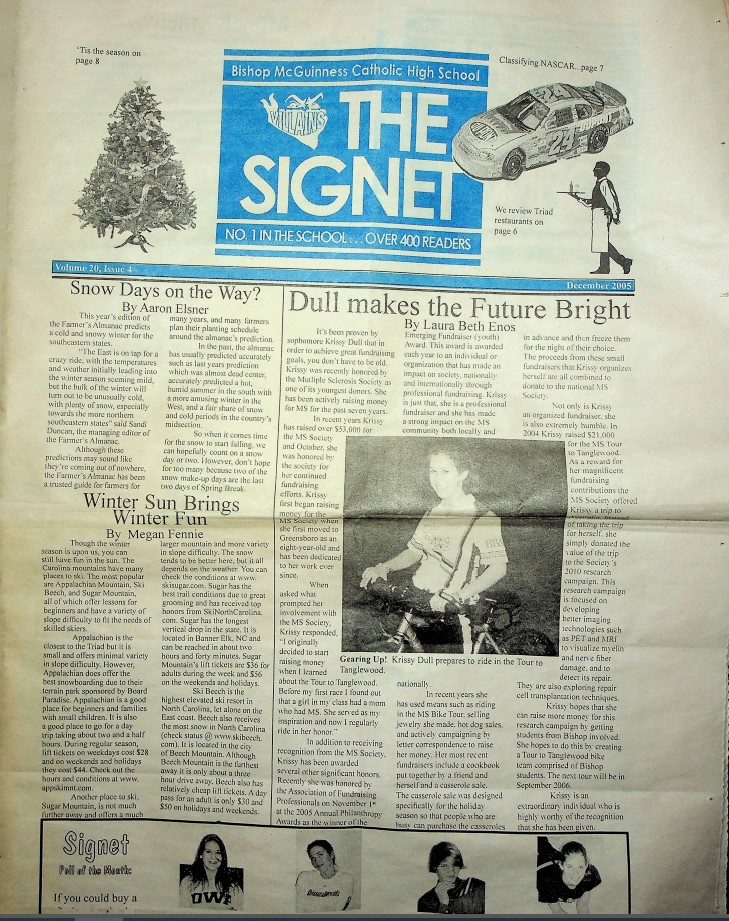 'Tis the season on
page 8
Bishop McGuinness Catholic High School
VILLAINS
THE
SIGNET
NO. 1 IN THE SCHOOL . . . OVER 400 READERS
Classifying NASCAR...page 7
24
We review Triad
restaurants on
page 6
Volume 20, Issue 4
December 2005
Snow Days on the Way?
By Aaron Elsner
This year's edition of
the Farmer's Almanac predicts
a cold and snowy winter for the
southeastern states.
"The East is on tap for a
crazy ride, with the temperatures
and weather initially leading into
the winter season seeming mild,
but the bulk of the winter will
turn out to be unusually cold,
with plenty of snow, especially
towards the more northern
southeastern states" said Sandi
Duncan, the managing editor of
the Farmer's Almanac.
Although these
predictions may sound like
they're coming out of nowhere,
the Farmer's Almanac has been
a trusted guide for farmers for
many years, and many farmers
plan their planting schedule
around the almanac's prediction.
In the past, the almanac
has usually predicted accurately
such as last years prediction
which was almost dead center,
accurately predicted a hot,
humid summer in the south with
a more amusing winter in the
West, and a fair share of snow
and cold periods in the country's
midsection.
So when it comes time
for the snow to start falling, we
can hopefully count on a snow
day or two. However, don't hope
for too many because two of the
snow make-up days are the last
two days of Spring Break.
Winter Sun Brings
Winter Fun
By Megan Fennie
Though the winter
season is upon us, you can
still have fun in the sun. The
Carolina mountains have many
places to ski. The most popular
are Appalachian Mountain, Ski
Beech, and Sugar Mountain,
all of which offer lessons for
beginners and have a variety of
slope difficulty to fit the needs of
skilled skiers.
Appalachian is the
closest to the Triad but it is
small and offers minimal variety
in slope difficulty. However,
Appalachian does offer the
best snowboarding due to their
terrain park sponsored by Board
Paradise. Appalachian is a good
place for beginners and families
with small children. It is also
a good place to go for a day
trip taking about two and a half
hours. During regular season,
lift tickets on weekdays cost $28
and on weekends and holidays
they cost $44. Check out the
hours and conditions at www.
appskimnt.com.
Another place to ski,
Sugar Mountain, is not much
further away and offers a much
larger mountain and more variety
in slope difficulty. The snow
tends to be better here, but it all
depends on the weather. You can
check the conditions at www.
skisugar.com. Sugar has the
best trail conditions due to great
grooming and has received top
honors from SkiNorthCarolina.
com. Sugar has the longest
vertical drop in the state. It is
located in Banner Elk, NC and
can be reached in about two
hours and forty minutes. Sugar
Mountain's lift tickets are $36 for
adults during the week and $56
on the weekends and holidays.
Ski Beech is the
highest elevated ski resort in
North Carolina, let alone on the
East coast. Beech also receives
the most snow in North Carolina
(check status @ www.skibeech.
com). It is located in the city
of Beech Mountain. Although
Beech Mountain is the furthest
away it is only about a three
hour drive away. Beech also has
relatively cheap lift tickets. A day
pass for an adult is only $30 and
$50 on holidays and weekends.
Dull makes the Future Bright
By Laura Beth Enos
It's been proven by
sophomore Krissy Dull that in
order to achieve great fundraising
goals, you don't have to be old.
Krissy was recently honored by
the Mutliple Sclerosis Society as
one of its youngest donors. She
has been actively raising money
for MS for the past seven years.
In recent years Krissy
has raised over $53,000 for
the MS Society
and October, she
was honored by
the society for
her continued
fundraising
efforts. Krissy
first began raising
money for the
MS Society when
she first moved to
Greensboro as an
eight-year-old and
has been dedicated
to her work ever
since.
When
asked what
prompted her
involvement with
the MS Society,
Krissy responded,
"I originally
decided to start
raising money
when I learned
about the Tour to Tanglewood.
Before my first race I found out
that a girl in my class had a mom
who had MS. She served as my
inspiration and now I regularly
ride in her honor."
In addition to receiving
recognition from the MS Society,
Krissy has been awarded
several other significant honors.
Recently she was honored by
the Association of Fundraising
Professionals on November 1st
at the 2005 Annual Philanthropy
Awards as the winner of the
Emerging Fundraiser (youth)
Award. This award is awarded
each year to an individual or
organization that has made an
impact on society, nationally
and internationally through
professional fundraising. Krissy
is just that, she is a professional
fundraiser and she has made
a strong impact on the MS
community both locally and
Gearing Up! Krissy Dull prepares to ride in the Tour to
Tanglewood.
nationally.
In recent years she
has used means such as riding
in the MS Bike Tour, selling
jewelry she made, hot dog sales,
and actively campaigning by
letter correspondence to raise
her money. Her most recent
fundraisers include a cookbook
put together by a friend and
herself and a casserole sale.
The casserole sale was designed
specifically for the holiday
season so that people who are
busy can purchase the casseroles
in advance and then freeze them
for the night of their choice.
The proceeds from these small
fundraisers that Krissy organizes
herself are all combined to
donate to the national MS
Society.
Not only is Krissy
an organized fundraiser, she
is also extremely humble. In
2004 Krissy raised $21,000
for the MS Tour
to Tanglewood.
As a reward for
her magnificent
fundraising
contributions the
MS Society offered
Krissy a trip to
of taking the trip
for herself, she
simply donated the
value of the trip
to the Society's
2010 research
campaign. This
research campaign
is focused on
developing
better imaging
technologies such
as PET and MRI
to visualize myelin
and nerve fiber
damage, and to
detect its repair.
They are also exploring repair
cell transplantation techniques.
Krissy hopes that she
can raise more money for this
research campaign by getting
students from Bishop involved.
She hopes to do this by creating
a Tour to Tanglewood bike
team comprised of Bishop
students. The next tour will be in
September 2006.
Krissy is an
extraordinary individual who is
highly worthy of the recognition
that she has been given.
Signet
Poll of the Month:
If you could buy a